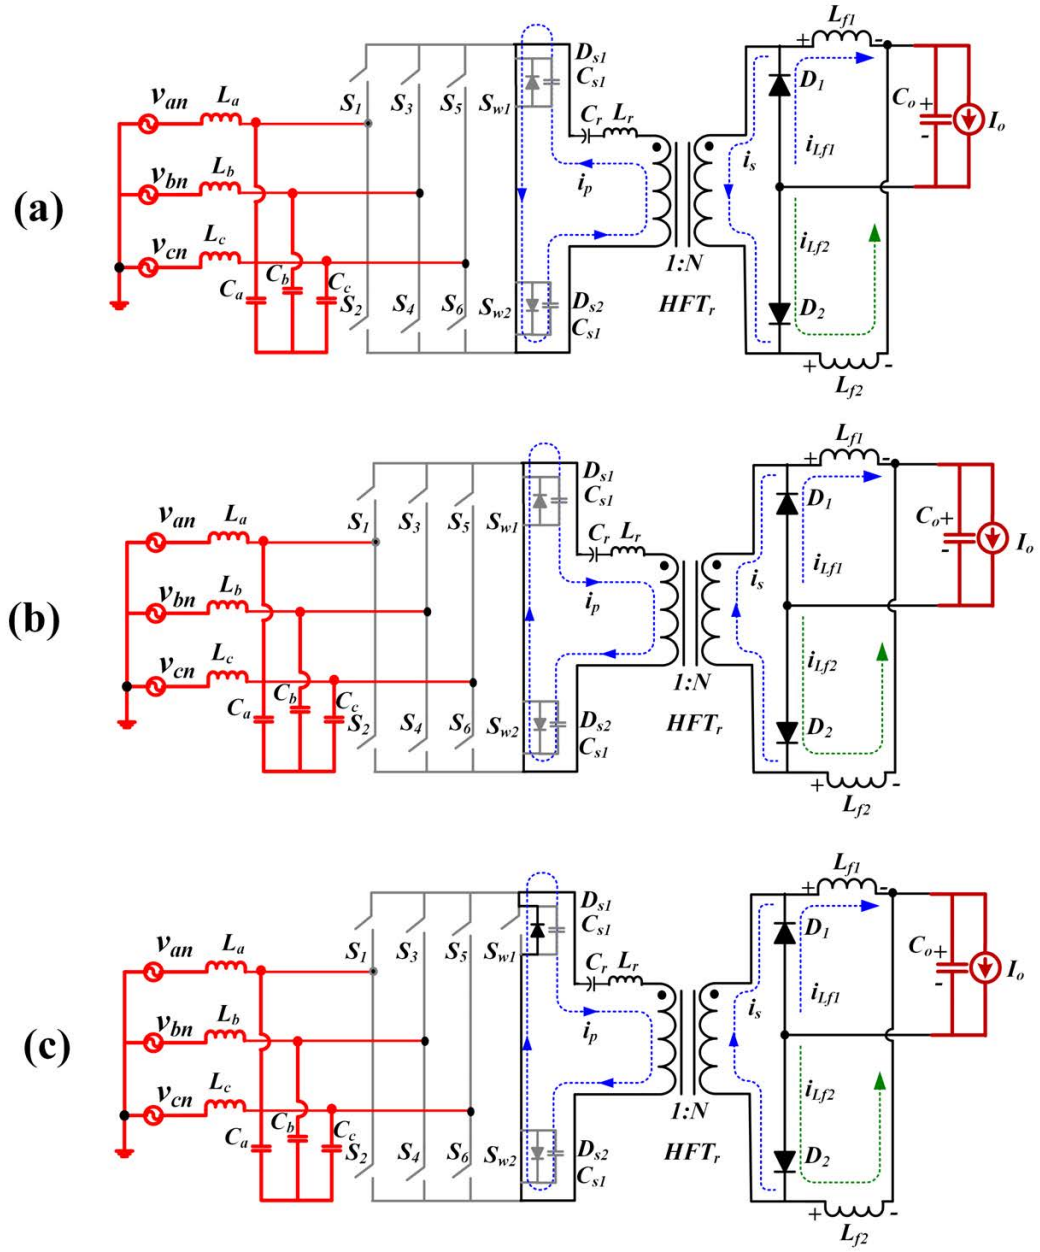 (a)
v_an L_a S_1 S_3 S_5 S_w1 D_s1 C_s1 C_r L_r L_f1 + -
D_1 C_o + - I_o
v_bn L_b i_p i_s i_Lf1
v_cn L_c i_Lf2
C_a C_b C_c S_2 S_4 S_6 S_w2 D_s2 C_s1 1:N HFT_r D_2
+ - L_f2
(b)
v_an L_a S_1 S_3 S_5 S_w1 D_s1 C_s1 C_r L_r L_f1 + -
D_1 C_o + - I_o
v_bn L_b i_p i_s i_Lf1
v_cn L_c i_Lf2
C_a C_b C_c S_2 S_4 S_6 S_w2 D_s2 C_s1 1:N HFT_r D_2
+ - L_f2
(c)
v_an L_a S_1 S_3 S_5 S_w1 D_s1 C_s1 C_r L_r L_f1 + -
D_1 C_o + - I_o
v_bn L_b i_p i_s i_Lf1
v_cn L_c i_Lf2
C_a C_b C_c S_2 S_4 S_6 S_w2 D_s2 C_s1 1:N HFT_r D_2
+ - L_f2